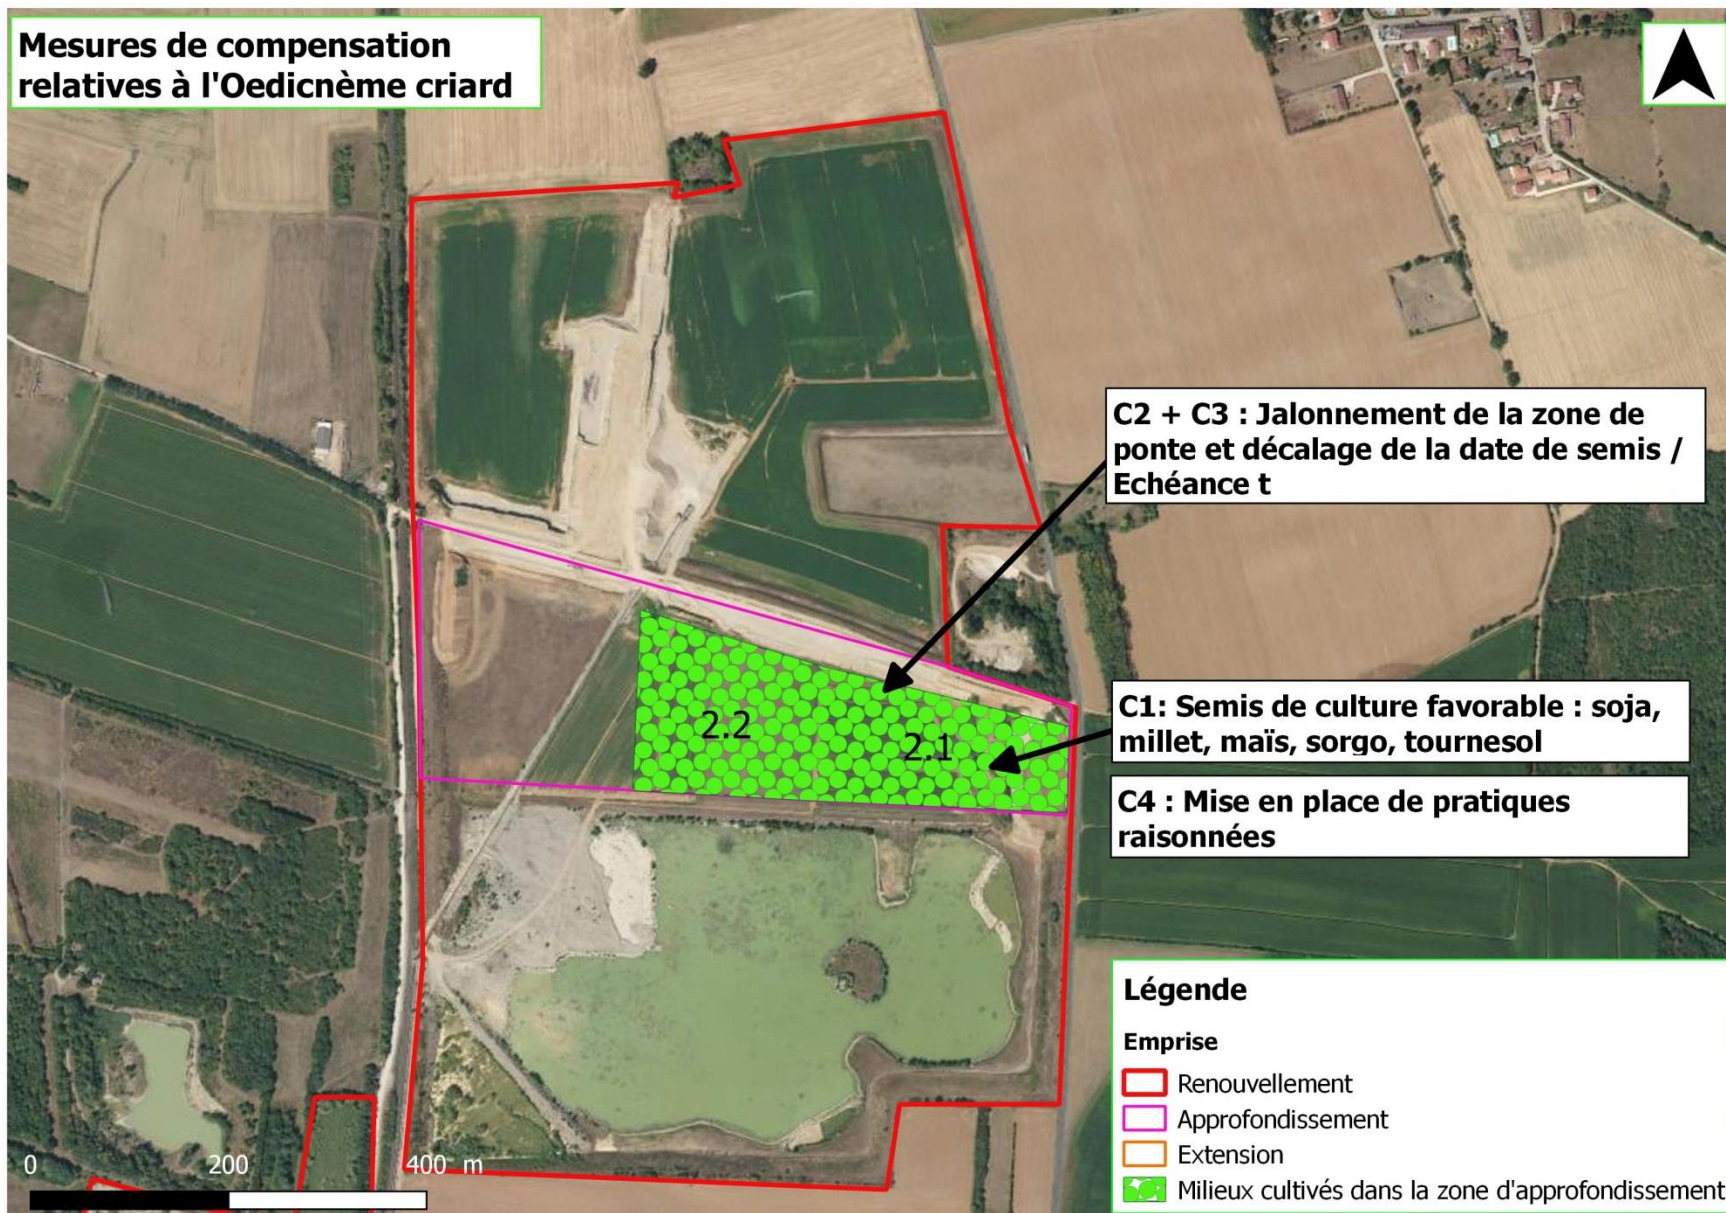 Mesures de compensation
relatives à l'Oedicnème criard
C2 + C3 : Jalonnement de la zone de
ponte et décalage de la date de semis /
Echéance t
2.2
2.1
C1: Semis de culture favorable : soja,
millet, maïs, sorgo, tournesol
C4 : Mise en place de pratiques
raisonnées
Légende
Emprise
Renouvellement
Approfondissement
Extension
Milieux cultivés dans la zone d'approfondissement
0 200 400 m